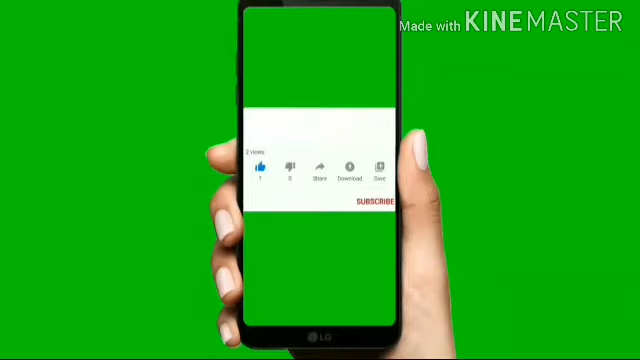 Made with KINEMASTER
2 views
1 0 Share Download Save
SUBSCRIBE
LG